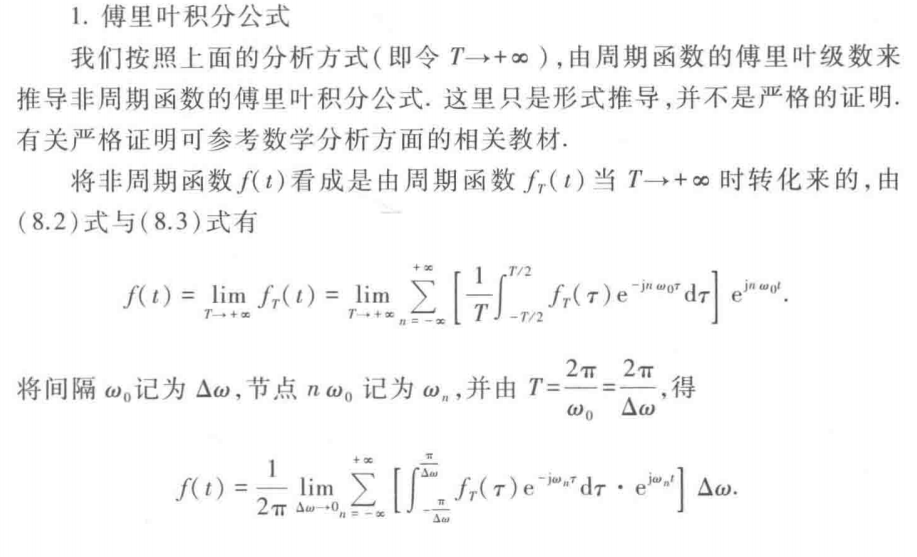 1. 傅里叶积分公式
我们按照上面的分析方式(即令 T→+∞),由周期函数的傅里叶级数来
推导非周期函数的傅里叶积分公式. 这里只是形式推导,并不是严格的证明.
有关严格证明可参考数学分析方面的相关教材.
将非周期函数 f(t) 看成是由周期函数 f_T(t) 当 T→+∞ 时转化来的,由
(8.2)式与(8.3)式有
f(t) = \lim_{T→+∞} f_T(t) = \lim_{T→+∞} \sum_{n=-∞}^{+∞} [ \frac{1}{T} \int_{-T/2}^{T/2} f_T(τ) e^{-jnω_0τ} dτ ] e^{jnω_0t}.
将间隔 ω_0 记为 Δω,节点 nω_0 记为 ω_n,并由 T=\frac{2π}{ω_0}=\frac{2π}{Δω},得
f(t) = \frac{1}{2π} \lim_{Δω→0} \sum_{n=-∞}^{+∞} [ \int_{-\frac{π}{Δω}}^{\frac{π}{Δω}} f_T(τ) e^{-jω_nτ} dτ · e^{jω_nt} ] Δω.